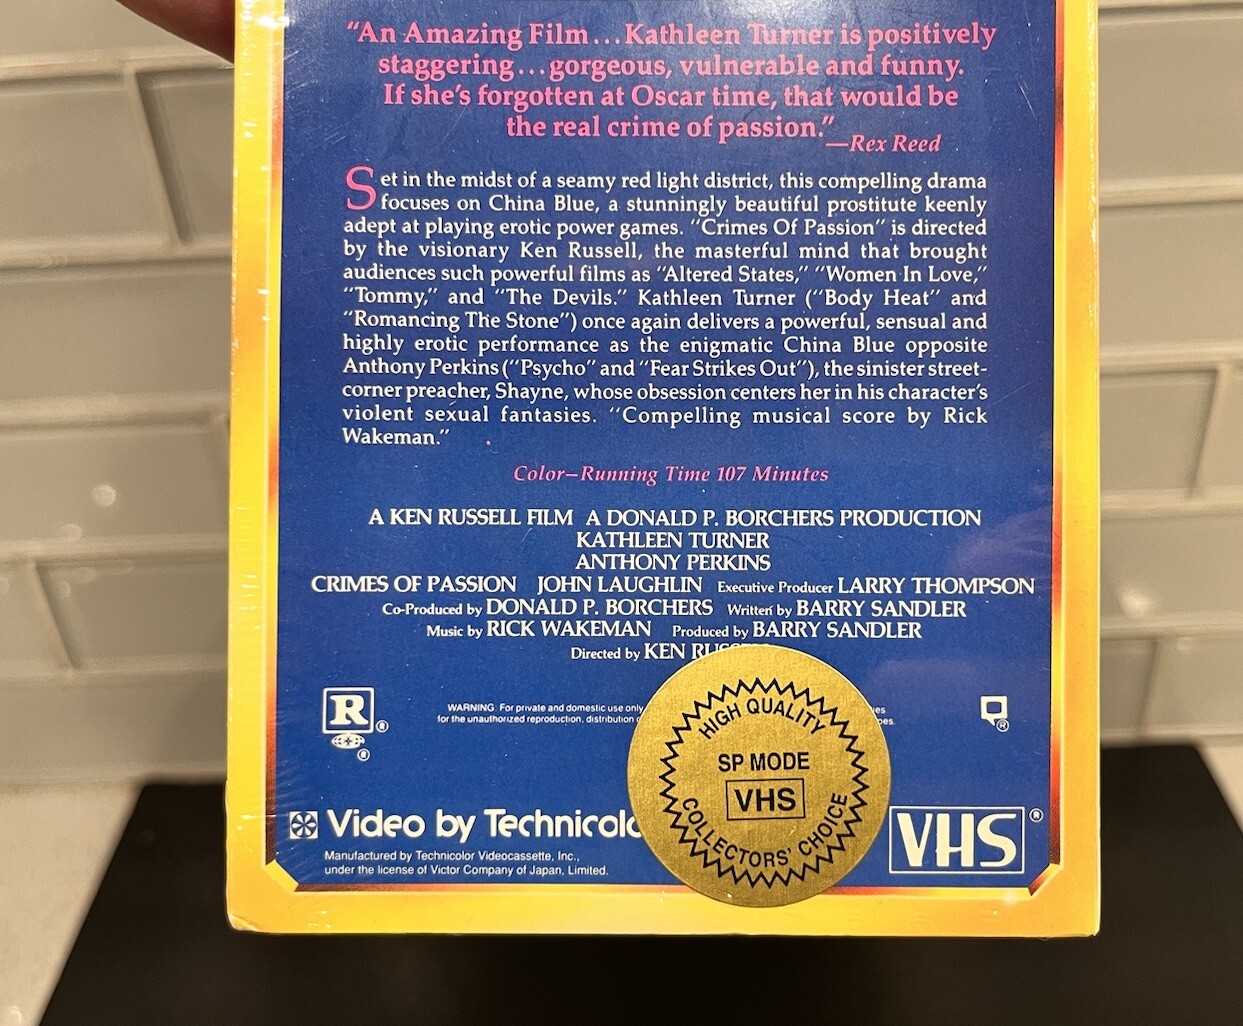 “An Amazing Film...Kathleen Turner is positively
staggering...gorgeous, vulnerable and funny.
If she's forgotten at Oscar time, that would be
the real crime of passion.”
—Rex Reed
Set in the midst of a seamy red light district, this compelling drama
focuses on China Blue, a stunningly beautiful prostitute keenly
adept at playing erotic power games. “Crimes Of Passion” is directed
by the visionary Ken Russell, the masterful mind that brought
audiences such powerful films as “Altered States,” “Women In Love,”
“Tommy,” and “The Devils.” Kathleen Turner (“Body Heat” and
“Romancing The Stone”) once again delivers a powerful, sensual and
highly erotic performance as the enigmatic China Blue opposite
Anthony Perkins (“Psycho” and “Fear Strikes Out”), the sinister street-
corner preacher, Shayne, whose obsession centers her in his character's
violent sexual fantasies. “Compelling musical score by Rick
Wakeman.”
Color—Running Time 107 Minutes
A KEN RUSSELL FILM A DONALD P. BORCHERS PRODUCTION
KATHLEEN TURNER
ANTHONY PERKINS
CRIMES OF PASSION JOHN LAUGHLIN Executive Producer LARRY THOMPSON
Co-Produced by DONALD P. BORCHERS Written by BARRY SANDLER
Music by RICK WAKEMAN Produced by BARRY SANDLER
Directed by KEN
R ®
®
WARNING: For private and domestic use only
for the unauthorized reproduction, distribution
®
HIGH QUALITY
SP MODE
VHS
COLLECTORS' CHOICE
Video by Technicolo
VHS ®
Manufactured by Technicolor Videocassette, Inc.,
under the license of Victor Company of Japan, Limited.